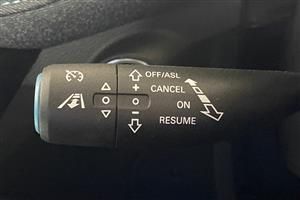 OFF/ASL
+ CANCEL
O O ON
− RESUME